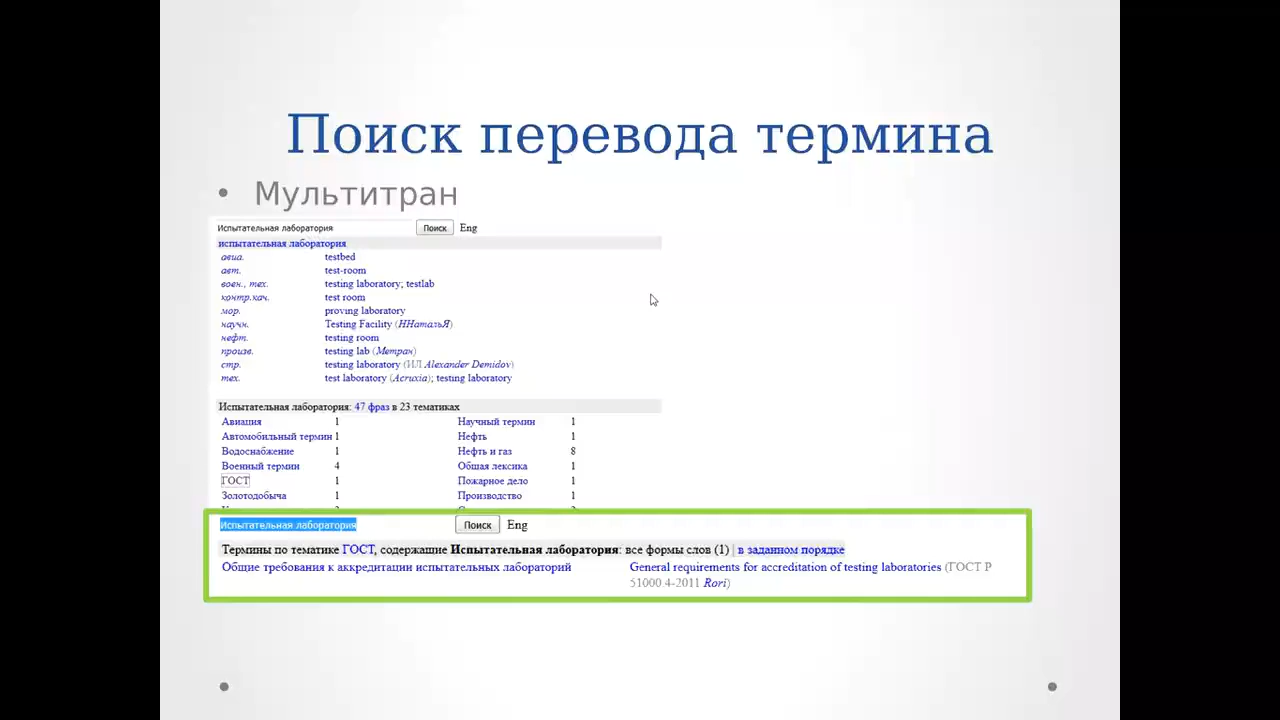 Поиск перевода термина
• Мультитран
Испытательная лаборатория Поиск Eng
испытательная лаборатория
авиа. testbed
авт. test-room
воен., тех. testing laboratory; testlab
контр.кач. test room
мор. proving laboratory
научн. Testing Facility (ННатальЯ)
нефт. testing room
произв. testing lab (Метран)
стр. testing laboratory (ИЛ Alexander Demidov)
тех. test laboratory (Acruxia); testing laboratory
Испытательная лаборатория: 47 фраз в 23 тематиках
Авиация 1 Научный термин 1
Автомобильный термин 1 Нефть 1
Водоснабжение 1 Нефть и газ 8
Военный термин 4 Общая лексика 1
ГОСТ 1 Пожарное дело 1
Золотодобыча 1 Производство 1
Испытательная лаборатория Поиск Eng
Термины по тематике ГОСТ, содержащие Испытательная лаборатория: все формы слов (1) | в заданном порядке
Общие требования к аккредитации испытательных лабораторий General requirements for accreditation of testing laboratories (ГОСТ Р
51000.4-2011 Rori)